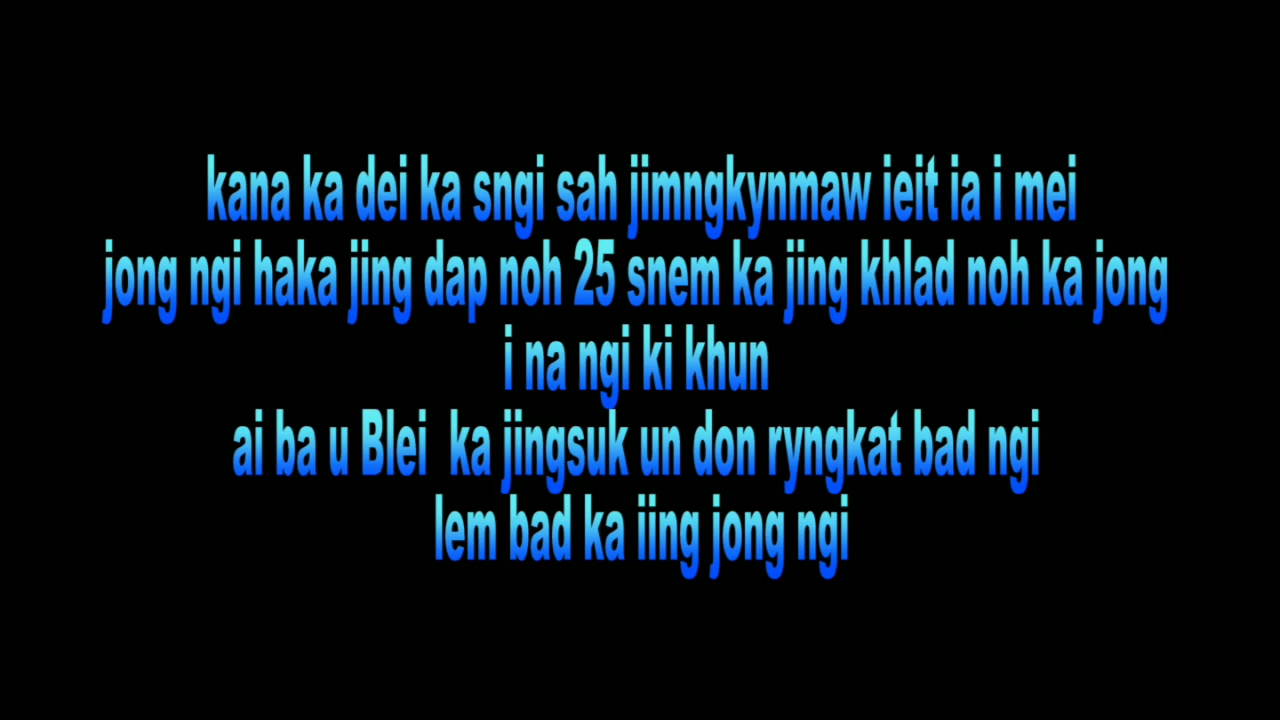 kana ka dei ka sngi sah jimngkynmaw ieit ia i mei
jong ngi haka jing dap noh 25 snem ka jing khlad noh ka jong
i na ngi ki khun
ai ba u Blei ka jingsuk un don ryngkat bad ngi
lem bad ka iing jong ngi